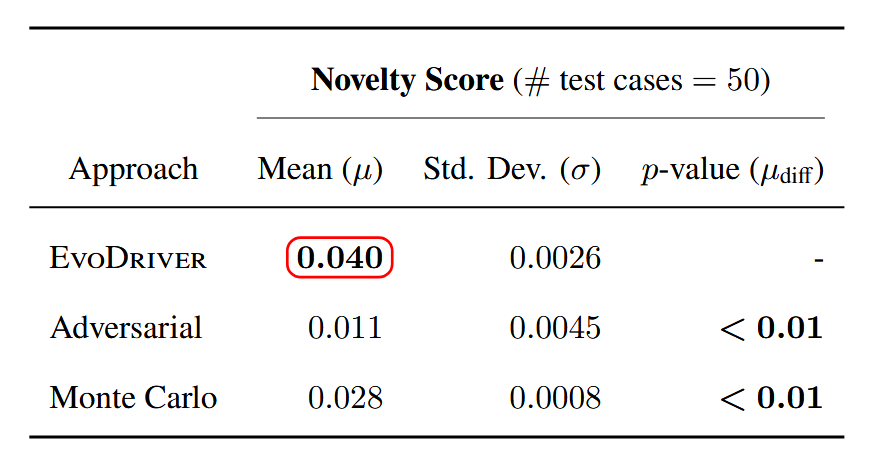 Novelty Score (# test cases = 50)
Approach Mean (μ) Std. Dev. (σ) p-value (μdiff)
EvoDriver 0.040 0.0026 -
Adversarial 0.011 0.0045 < 0.01
Monte Carlo 0.028 0.0008 < 0.01